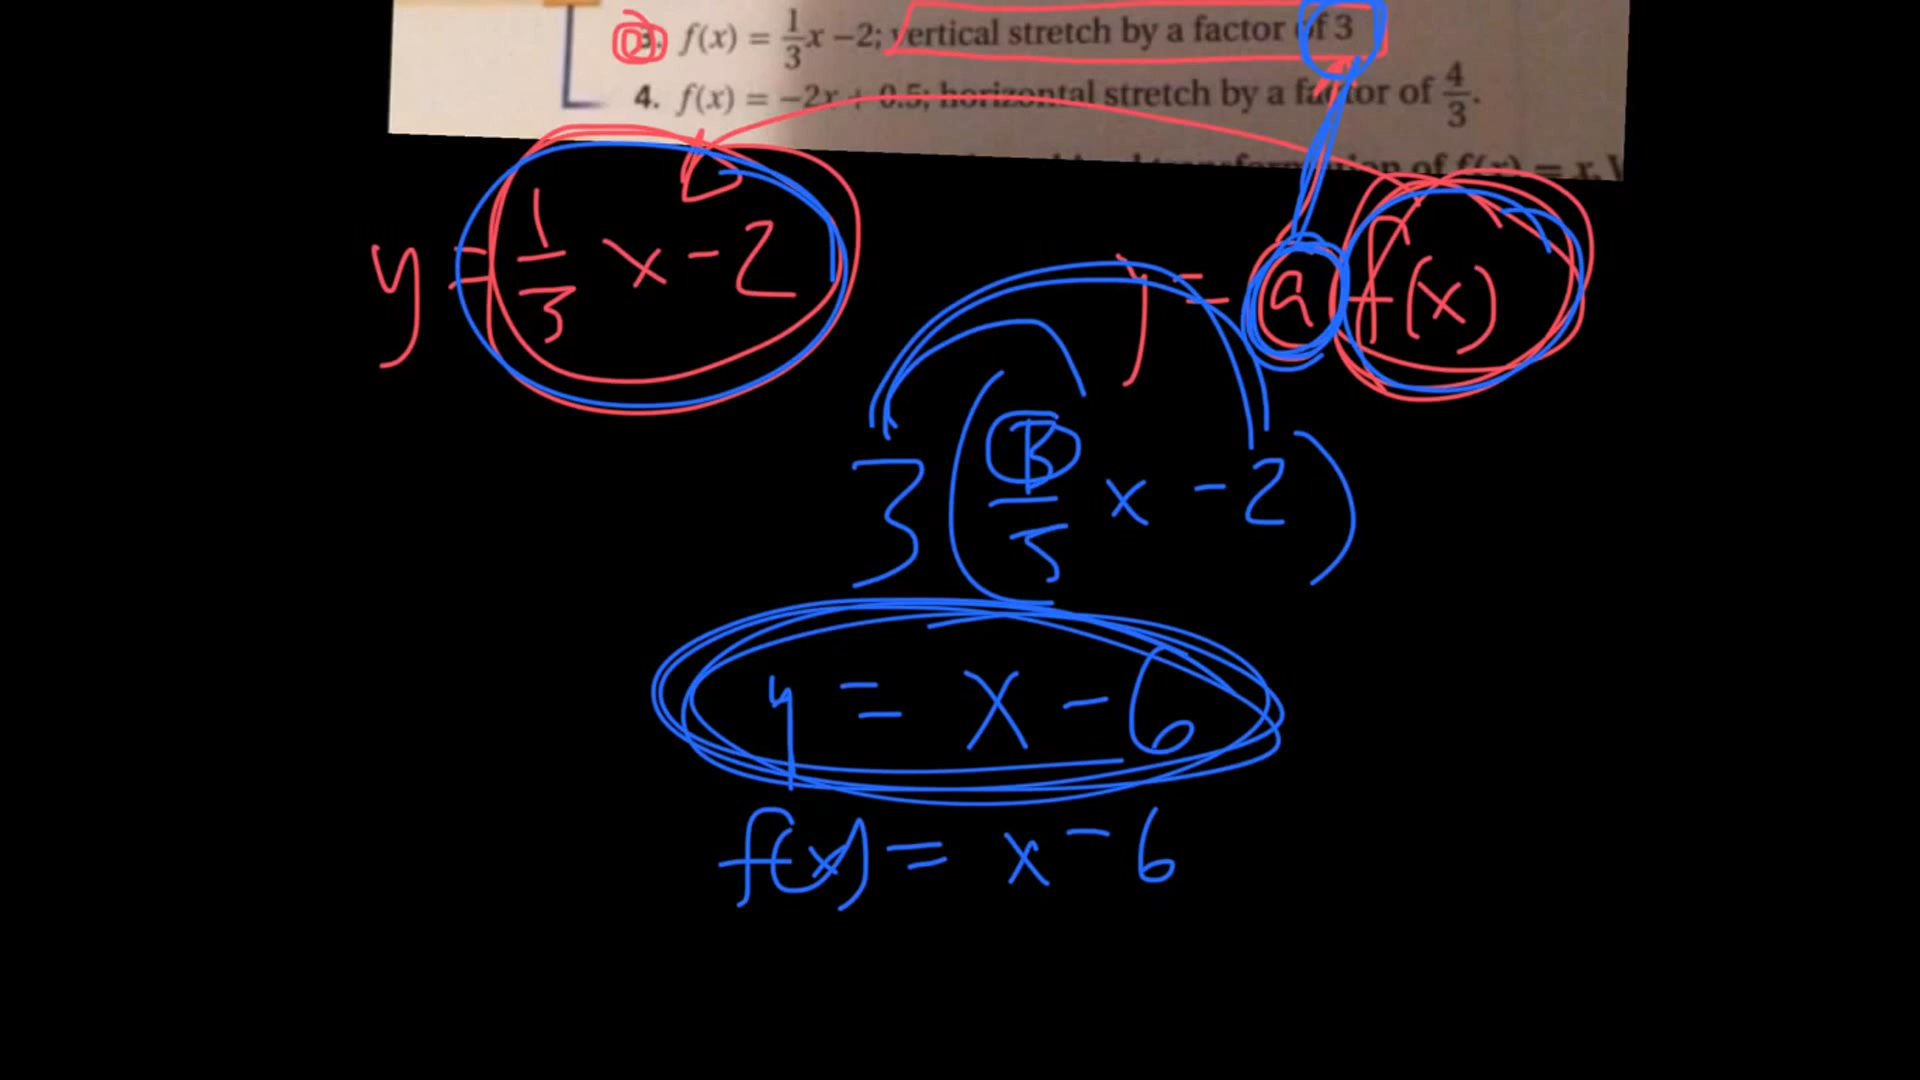 3. f(x) = 1/3 x − 2; vertical stretch by a factor of 3
4. f(x) = −2x + 0.5; horizontal stretch by a factor of 4/3.
of f(x) = x.
y = 1/3 x - 2
y = a f(x)
3( /3 x - 2)
y = x - 6
f(x) = x - 6